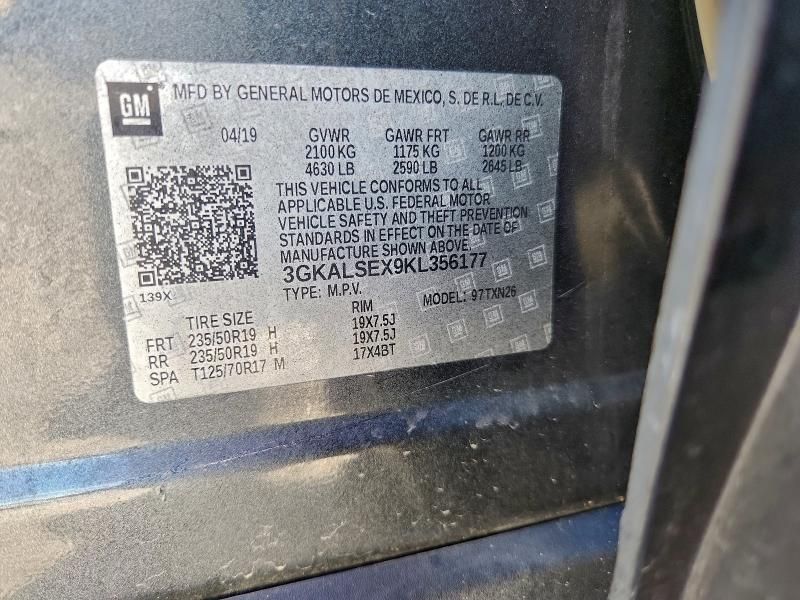 GM MFD BY GENERAL MOTORS DE MEXICO, S. DE R.L. DE C.V.
04/19 GVWR GAWR FRT GAWR RR
2100 KG 1175 KG 1200 KG
4630 LB 2590 LB 2645 LB
THIS VEHICLE CONFORMS TO ALL
APPLICABLE U.S. FEDERAL MOTOR
VEHICLE SAFETY AND THEFT PREVENTION
STANDARDS IN EFFECT ON THE DATE OF
MANUFACTURE SHOWN ABOVE.
3GKALSEX9KL356177
139X TYPE: M.P.V. MODEL: 97TXN26
TIRE SIZE RIM
FRT 235/50R19 H 19X7.5J
RR 235/50R19 H 19X7.5J
SPA T125/70R17 M 17X4BT